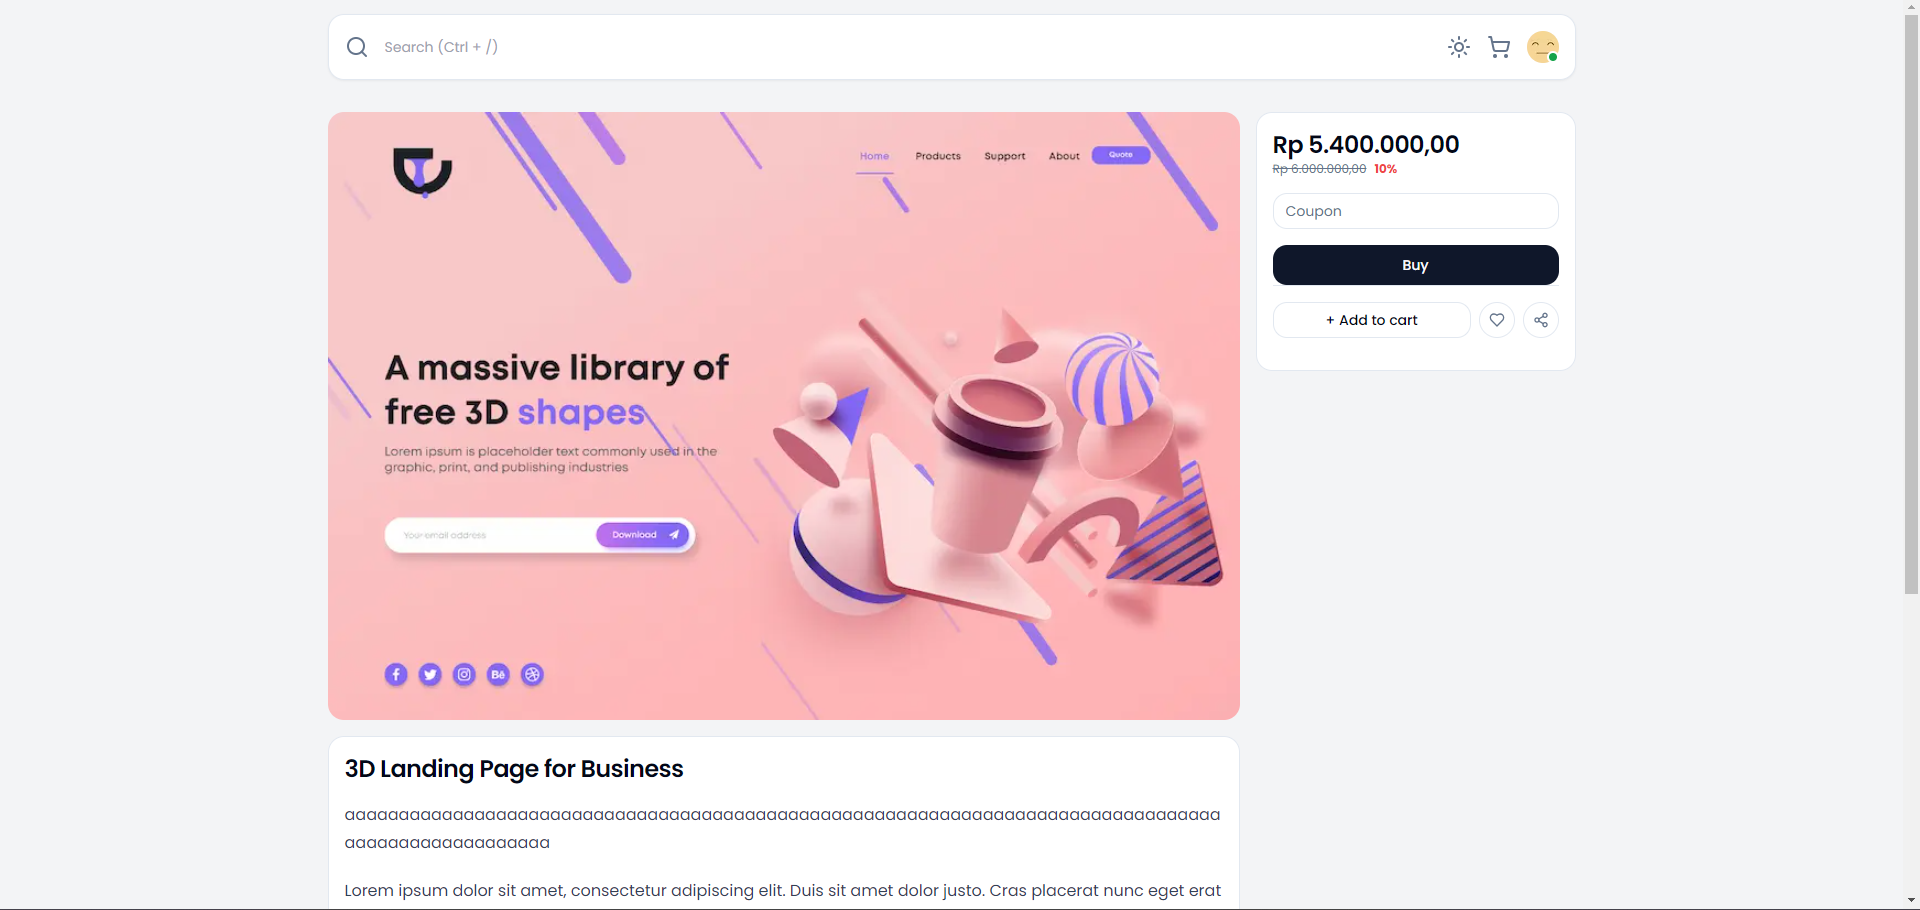 Search (Ctrl + /)
Home Products Support About Quote
A massive library of
free 3D shapes
Lorem ipsum is placeholder text commonly used in the
graphic, print, and publishing industries
Your email address Download
Bē
Rp 5.400.000,00
Rp 6.000.000,00 10%
Coupon
Buy
+ Add to cart
3D Landing Page for Business
aaaaaaaaaaaaaaaaaaaaaaaaaaaaaaaaaaaaaaaaaaaaaaaaaaaaaaaaaaaaaaaaaaaaaaaaaaaaaaaaa
aaaaaaaaaaaaaaaaaaa
Lorem ipsum dolor sit amet, consectetur adipiscing elit. Duis sit amet dolor justo. Cras placerat nunc eget erat